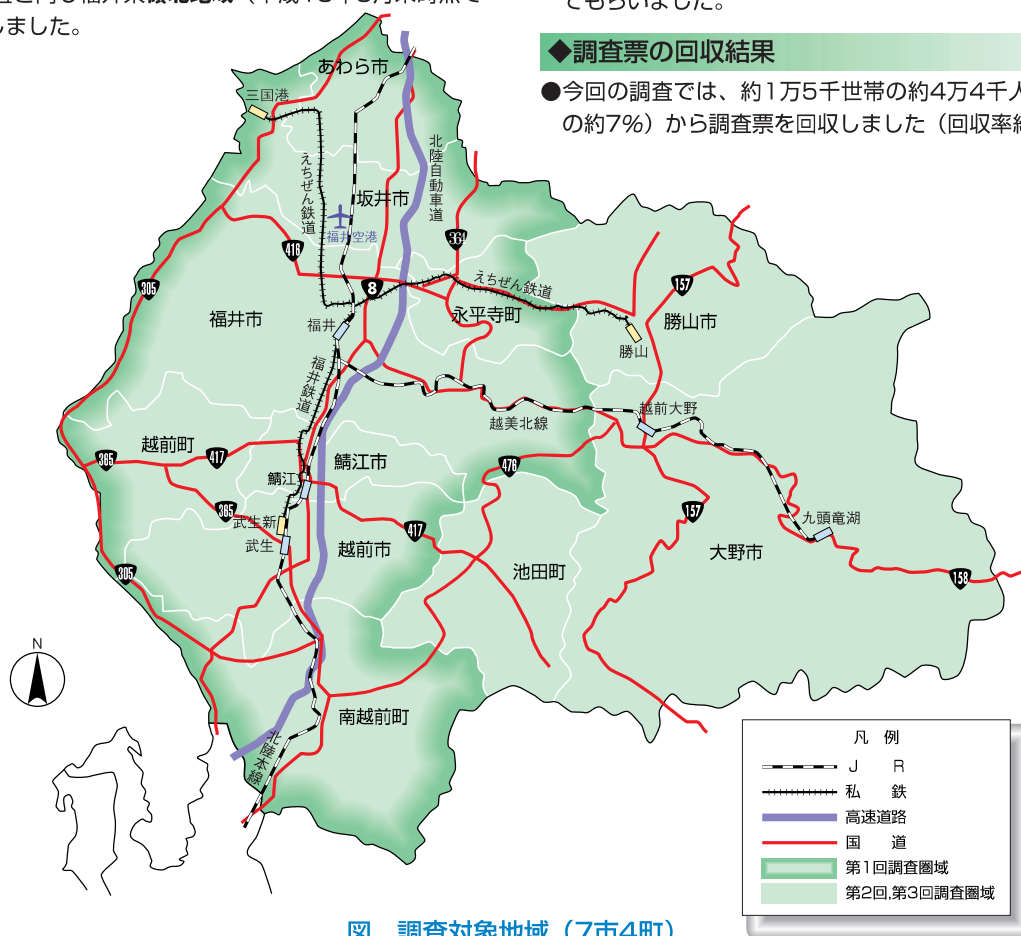 しました。
てもらいました。
◆調査票の回収結果
●今回の調査では、約1万5千世帯の約4万4千人
の約7%）から調査票を回収しました（回収率
あわら市
三国港
北陸自動車道
えちぜん鉄道
坂井市
福井空港
416
364
305
8
えちぜん鉄道
157
福井市
福井
永平寺町
勝山市
勝山
福井鉄道
越美北線
越前大野
越前町
365
417
鯖江市
鯖江
476
365
武生新
武生
417
越前市
157
九頭竜湖
大野市
池田町
305
158
N
南越前町
北陸本線
凡 例
J R
私 鉄
高速道路
国 道
第1回調査圏域
第2回,第3回調査圏域
図 調査対象地域（7市4町）